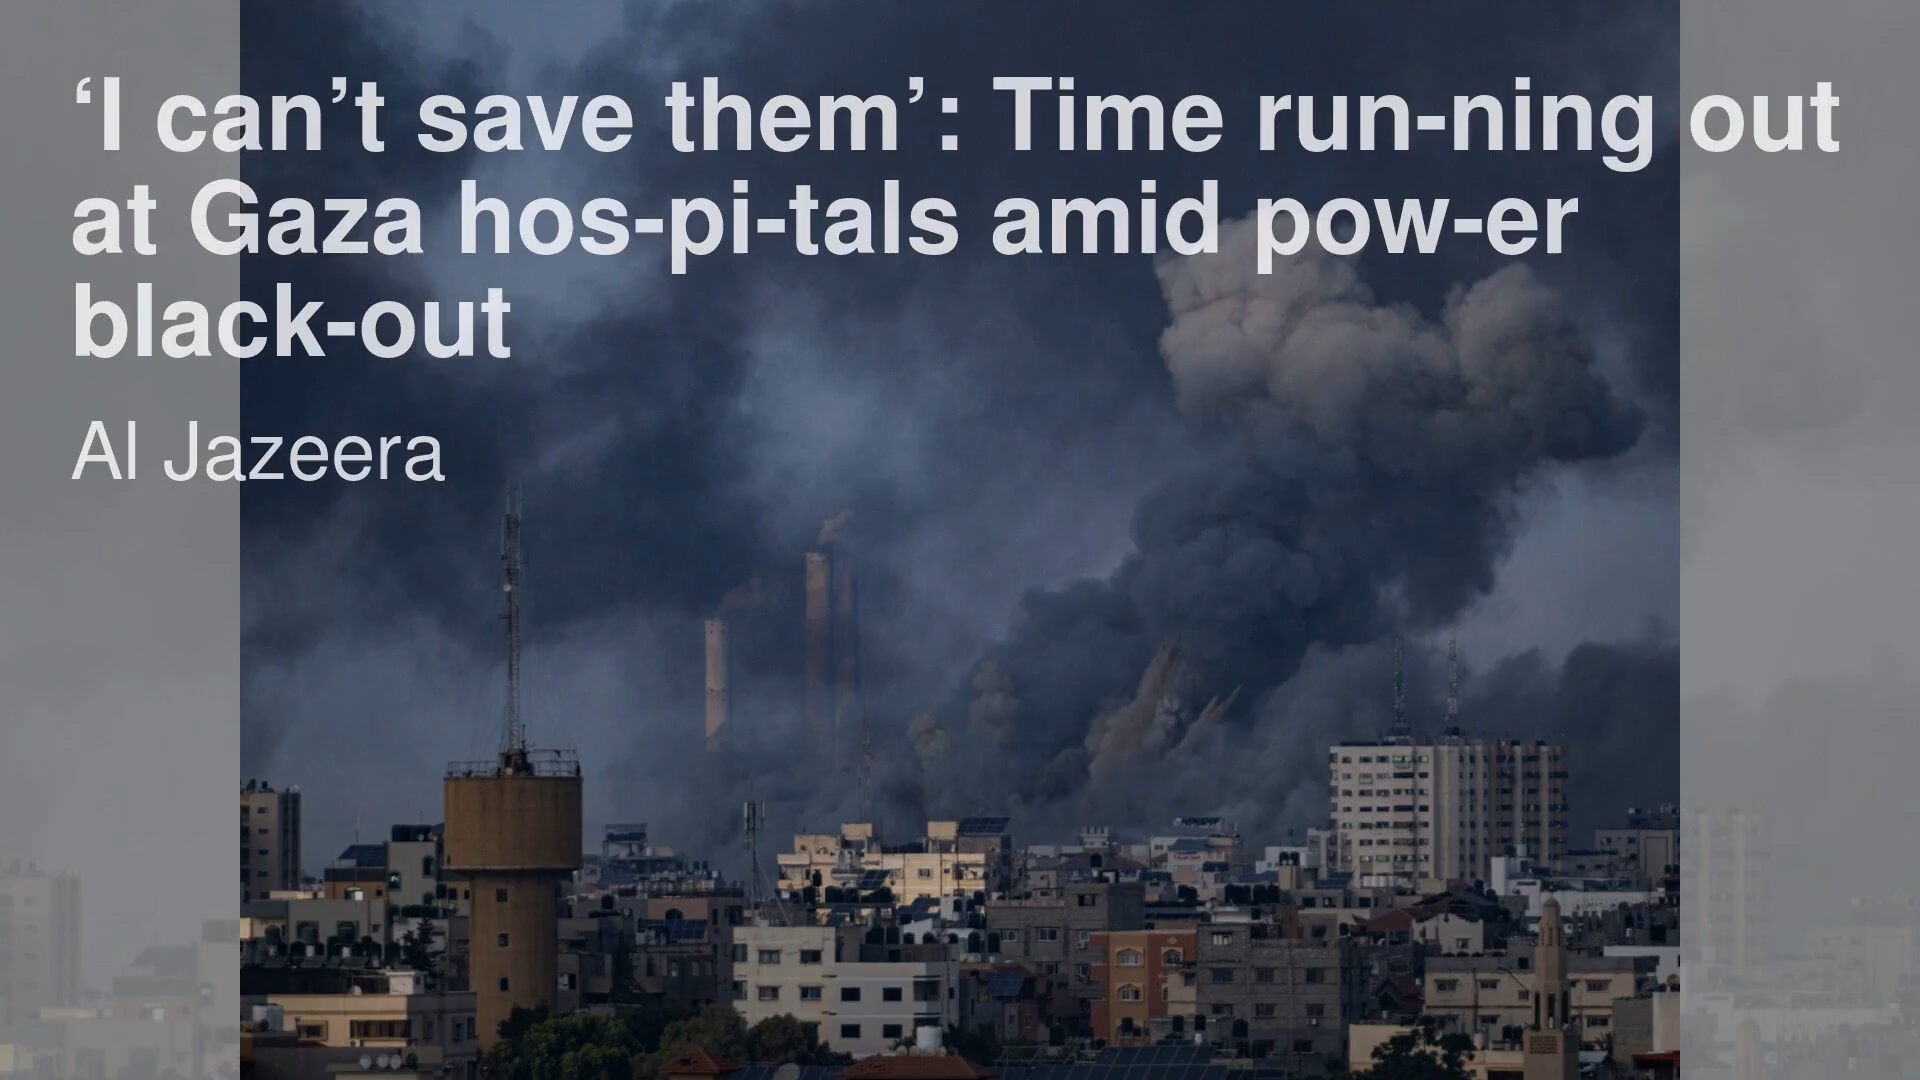 ‘I can’t save them’: Time run-ning out
at Gaza hos-pi-tals amid pow-er
black-out
Al Jazeera